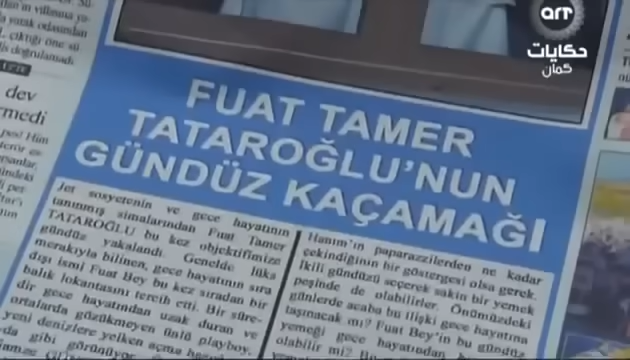 art
حكايات
كمان
FUAT TAMER
TATAROĞLU'NUN
GÜNDÜZ KAÇAMAĞI
Jet sosyetenin ve gece hayatının
tanınmış simalarından Fuat Tamer
TATAROĞLU bu kez objektifimize
gündüz yakalandı. Genelde lüks
merakıyla bilinen, gece hayatının sıra
dışı ismi Fuat Bey bu kez sıradan bir
balık lokantasını tercih etti. Bir süre-
dir gece hayatından uzak duran ve
ortalarda gözükmeyen ünlü playboy,
yeni denizlere yelken açma
da gibi görünüyor.
Hanım'ın paparazzilerden ne kadar
çekindiğinin bir göstergesi olsa gerek.
İkili gündüzü seçerek sakin bir yemek
peşinde de olabilirler. Önümüzdeki
günlerde acaba bu ilişki gece hayatına
taşınacak mı? Fuat Bey'in bu gündüz
yemeği gece hayatından
olabilir mi?
dev
medi